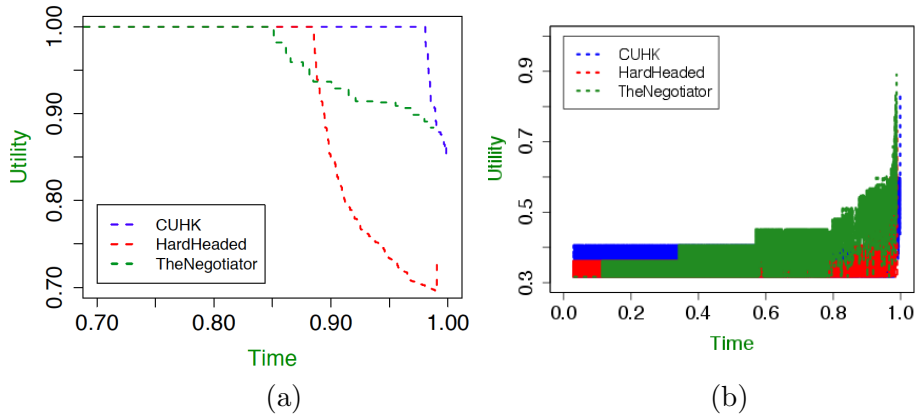 1.00
0.90
0.80
0.70
Utility
CUHK
HardHeaded
TheNegotiator
0.70
0.80
0.90
1.00
Time
(a)
0.9
0.7
0.5
0.3
Utility
CUHK
HardHeaded
TheNegotiator
0.0
0.2
0.4
0.6
0.8
1.0
Time
(b)